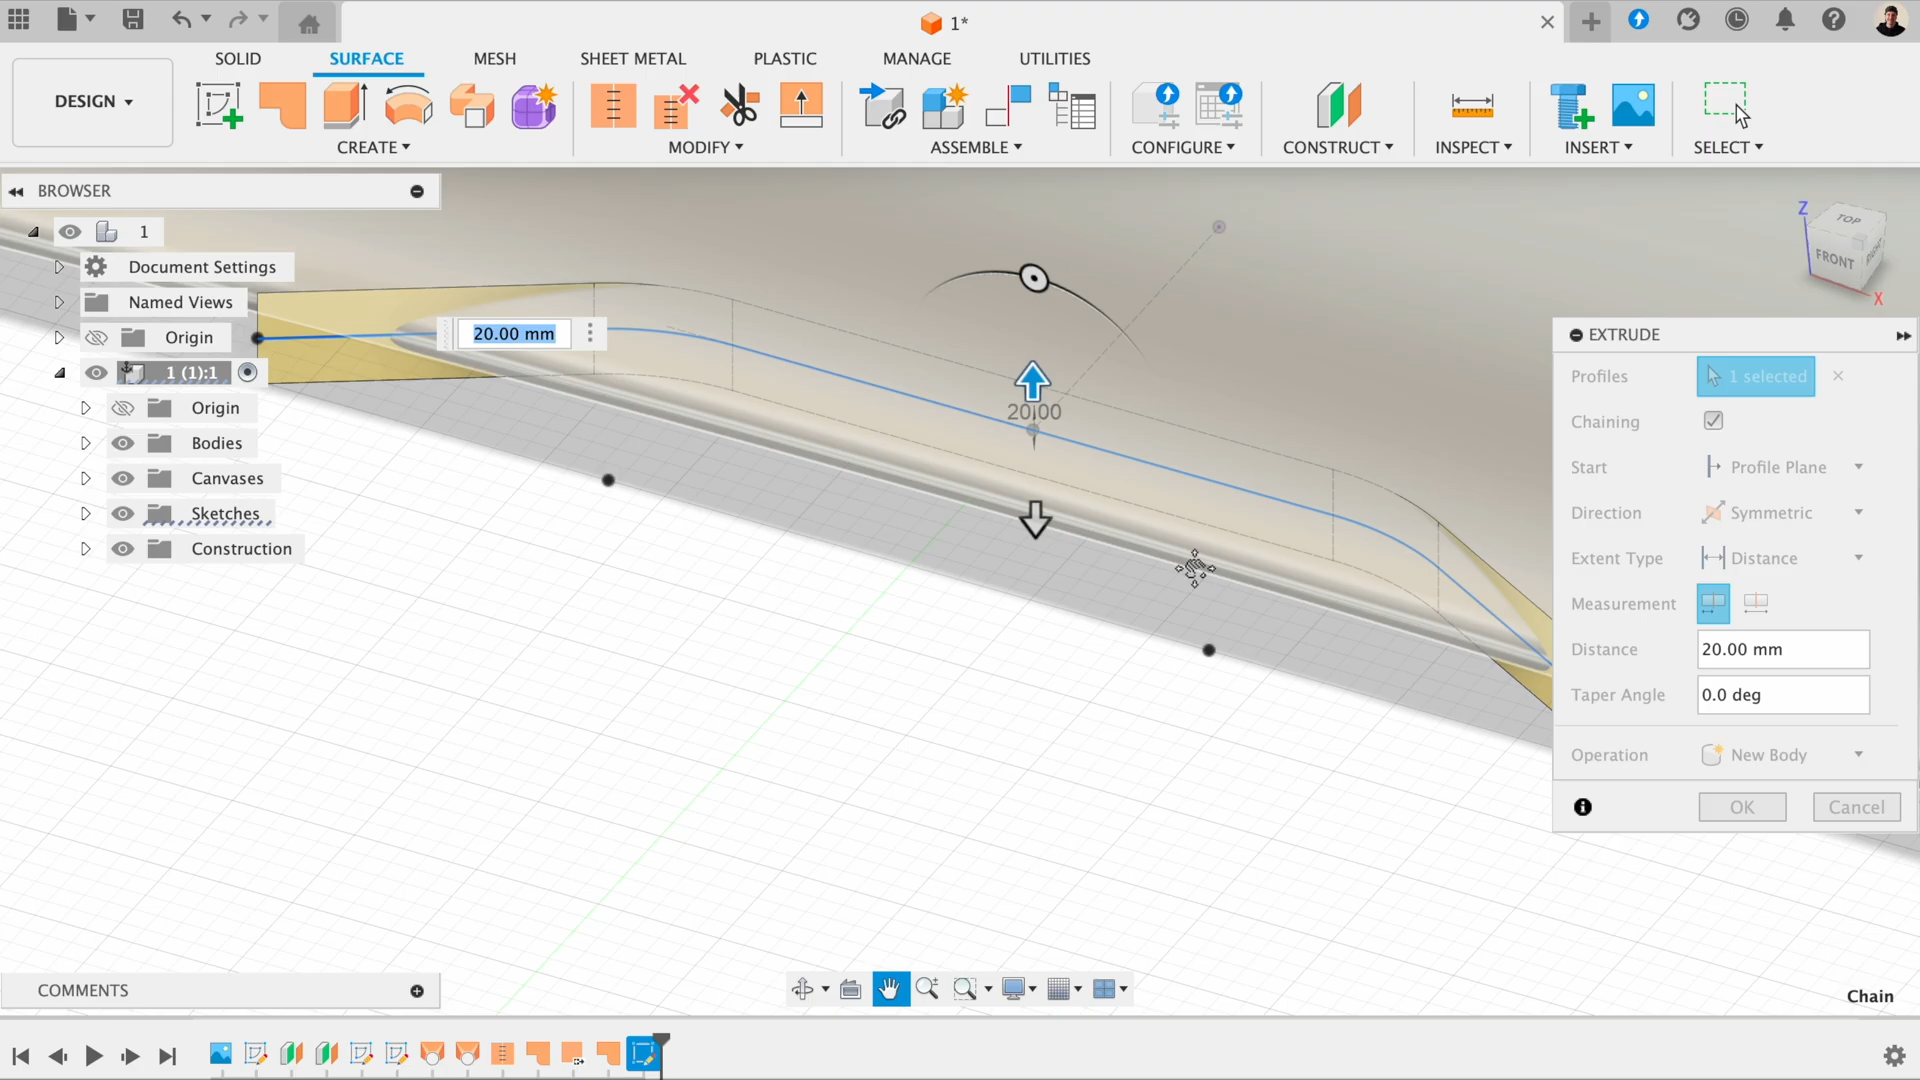 1*
SOLID
SURFACE
MESH
SHEET METAL
PLASTIC
MANAGE
UTILITIES
DESIGN
CREATE
MODIFY
ASSEMBLE
CONFIGURE
CONSTRUCT
INSPECT
INSERT
SELECT
BROWSER
1
Document Settings
Named Views
Origin
1 (1):1
Origin
Bodies
Canvases
Sketches
Construction
20.00 mm
20.00
Z
TOP
FRONT
RIGHT
X
EXTRUDE
Profiles 1 selected
Chaining
Start Profile Plane
Direction Symmetric
Extent Type Distance
Measurement
Distance 20.00 mm
Taper Angle 0.0 deg
Operation New Body
OK Cancel
COMMENTS
Chain